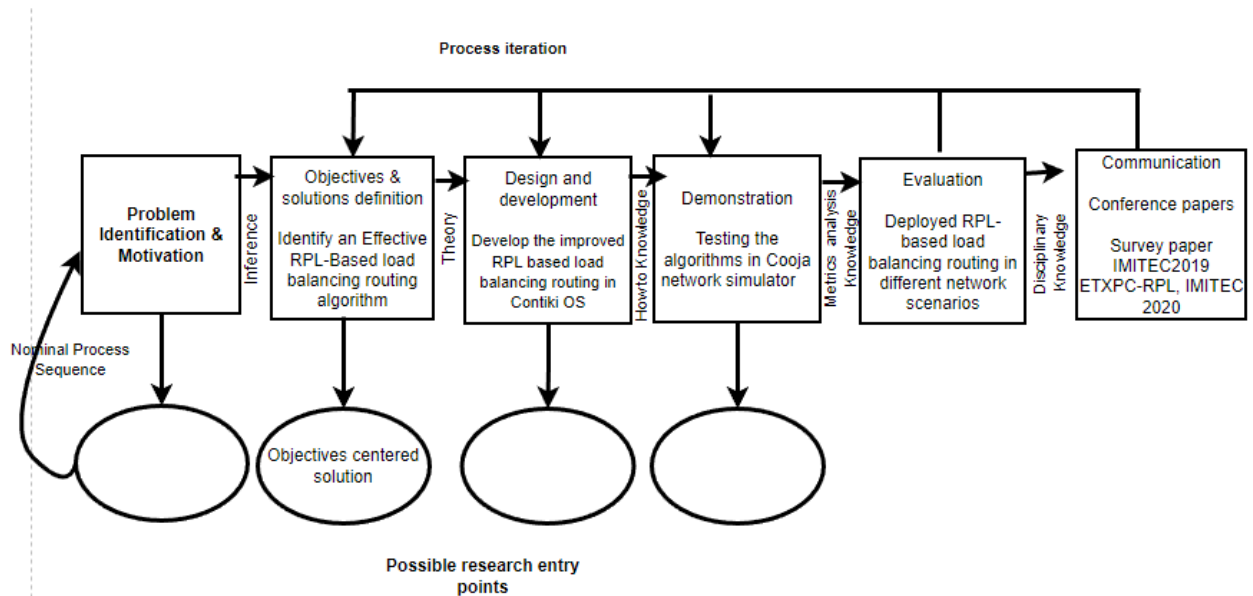 Process iteration
Problem
Identification &
Motivation
Inference
Objectives &
solutions definition
Identify an Effective
RPL-Based load
balancing routing
algorithm
Theory
Design and
development
Develop the improved
RPL based load
balancing routing in
Contiki OS
Howto Knowledge
Demonstration
Testing the
algorithms in Cooja
network simulator
Metrics analysis
Knowledge
Evaluation
Deployed RPL-
based load
balancing routing in
different network
scenarios
Disciplinary
Knowledge
Communication
Conference papers
Survey paper
IMITEC2019
ETXPC-RPL, IMITEC
2020
Nominal Process
Sequence
Objectives centered
solution
Possible research entry
points